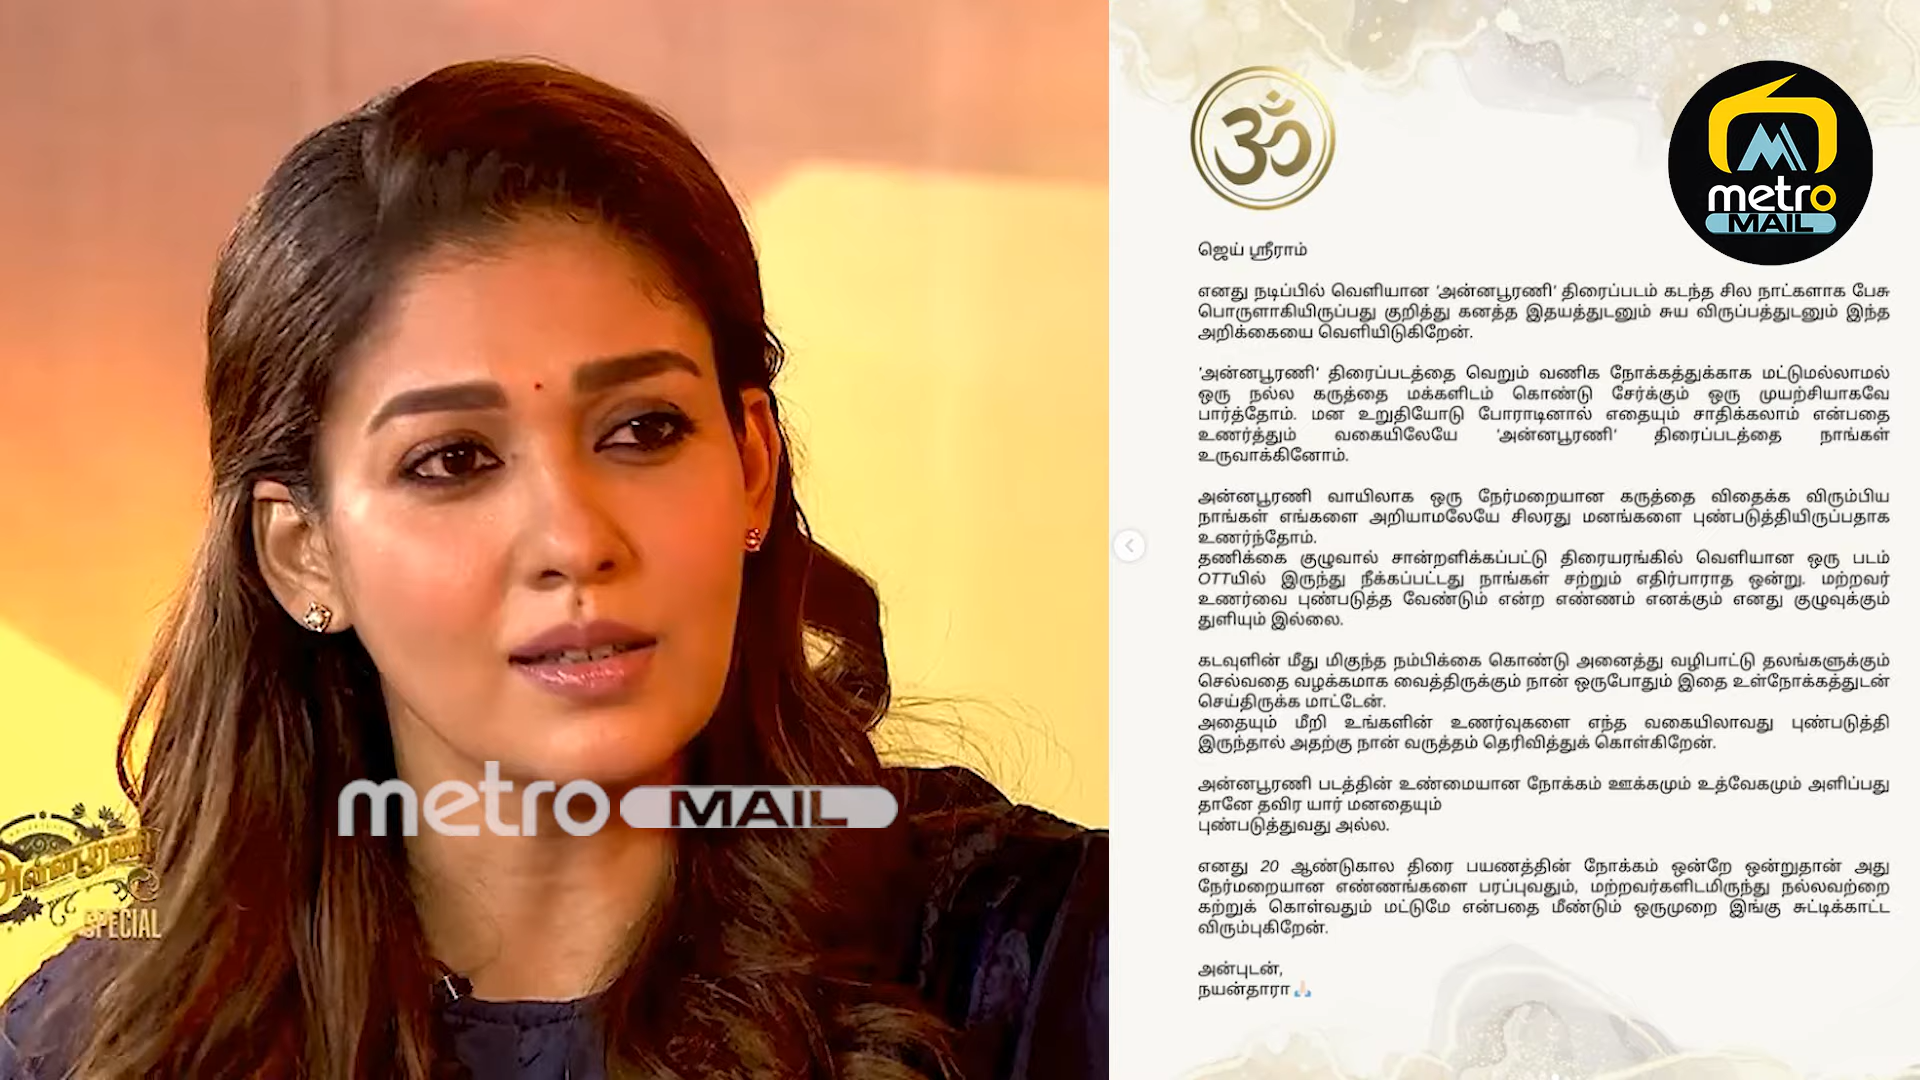 ॐ
metro
MAIL
ஜெய் ஸ்ரீராம்
எனது நடிப்பில் வெளியான 'அன்னபூரணி' திரைப்படம் கடந்த சில நாட்களாக பேசு
பொருளாகியிருப்பது குறித்து கனத்த இதயத்துடனும் சுய விருப்பத்துடனும் இந்த
அறிக்கையை வெளியிடுகிறேன்.
'அன்னபூரணி' திரைப்படத்தை வெறும் வணிக நோக்கத்துக்காக மட்டுமல்லாமல்
ஒரு நல்ல கருத்தை மக்களிடம் கொண்டு சேர்க்கும் ஒரு முயற்சியாகவே
பார்த்தோம். மன உறுதியோடு போராடினால் எதையும் சாதிக்கலாம் என்பதை
உணர்த்தும் வகையிலேயே 'அன்னபூரணி' திரைப்படத்தை நாங்கள்
உருவாக்கினோம்.
அன்னபூரணி வாயிலாக ஒரு நேர்மறையான கருத்தை விதைக்க விரும்பிய
நாங்கள் எங்களை அறியாமலேயே சிலரது மனங்களை புண்படுத்தியிருப்பதாக
உணர்ந்தோம்.
தணிக்கை குழுவால் சான்றளிக்கப்பட்டு திரையரங்கில் வெளியான ஒரு படம்
OTTயில் இருந்து நீக்கப்பட்டது நாங்கள் சற்றும் எதிர்பாராத ஒன்று. மற்றவர்
உணர்வை புண்படுத்த வேண்டும் என்ற எண்ணம் எனக்கும் எனது குழுவுக்கும்
துளியும் இல்லை.
கடவுளின் மீது மிகுந்த நம்பிக்கை கொண்டு அனைத்து வழிபாட்டு தலங்களுக்கும்
செல்வதை வழக்கமாக வைத்திருக்கும் நான் ஒருபோதும் இதை உள்நோக்கத்துடன்
செய்திருக்க மாட்டேன்.
அதையும் மீறி உங்களின் உணர்வுகளை எந்த வகையிலாவது புண்படுத்தி
இருந்தால் அதற்கு நான் வருத்தம் தெரிவித்துக் கொள்கிறேன்.
அன்னபூரணி படத்தின் உண்மையான நோக்கம் ஊக்கமும் உத்வேகமும் அளிப்பது
தானே தவிர யார் மனதையும்
புண்படுத்துவது அல்ல.
எனது 20 ஆண்டுகால திரை பயணத்தின் நோக்கம் ஒன்றே ஒன்றுதான் அது
நேர்மறையான எண்ணங்களை பரப்புவதும், மற்றவர்களிடமிருந்து நல்லவற்றை
கற்றுக் கொள்வதும் மட்டுமே என்பதை மீண்டும் ஒருமுறை இங்கு சுட்டிக்காட்ட
விரும்புகிறேன்.
அன்புடன்,
நயன்தாரா🙏🏻
metro MAIL
அன்னபூரணி
SPECIAL